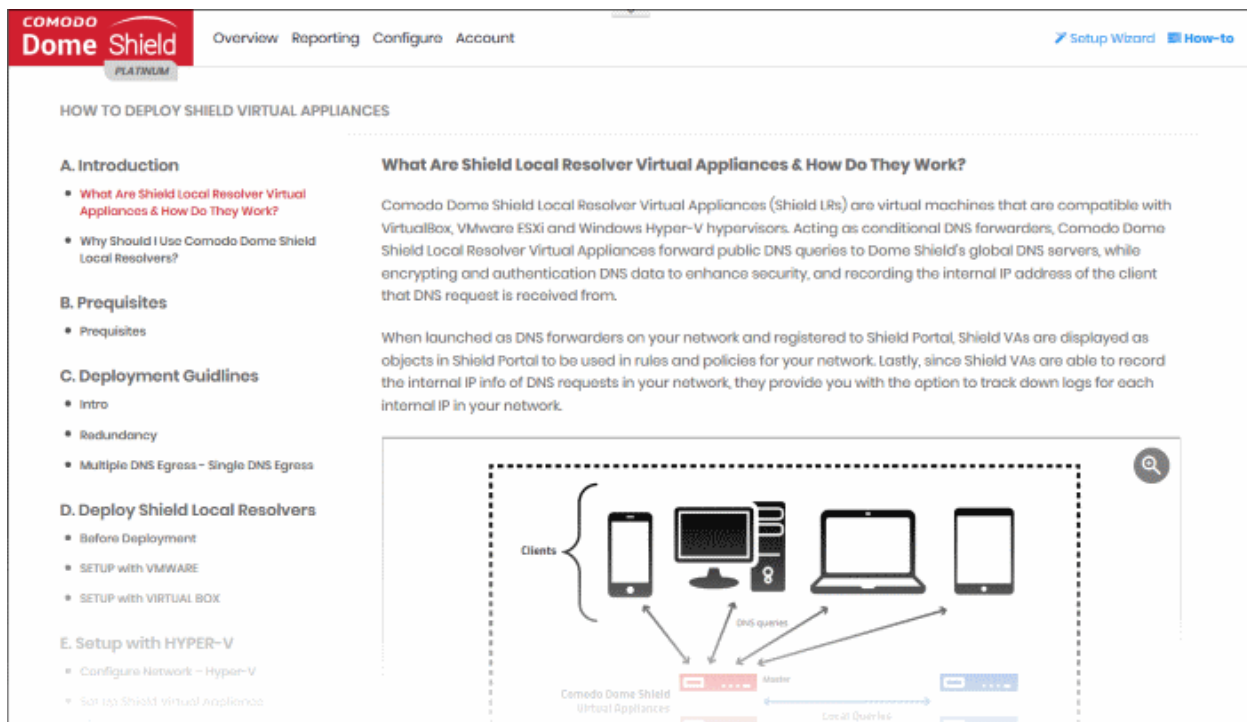 COMODO
Dome Shield
PLATINUM
Overview Reporting Configure Account
Setup Wizard How-to
HOW TO DEPLOY SHIELD VIRTUAL APPLIANCES
A. Introduction
What Are Shield Local Resolver Virtual
Appliances & How Do They Work?
Why Should I Use Comodo Dome Shield
Local Resolvers?
B. Prequisites
Prequisites
C. Deployment Guidlines
Intro
Redundancy
Multiple DNS Egress - Single DNS Egress
D. Deploy Shield Local Resolvers
Before Deployment
SETUP with VMWARE
SETUP with VIRTUAL BOX
E. Setup with HYPER-V
Configure Network - Hyper-V
Set Up Shield Virtual Appliance
What Are Shield Local Resolver Virtual Appliances & How Do They Work?
Comodo Dome Shield Local Resolver Virtual Appliances (Shield LRs) are virtual machines that are compatible with
VirtualBox, VMware ESXi and Windows Hyper-V hypervisors. Acting as conditional DNS forwarders, Comodo Dome
Shield Local Resolver Virtual Appliances forward public DNS queries to Dome Shield's global DNS servers, while
encrypting and authentication DNS data to enhance security, and recording the internal IP address of the client
that DNS request is received from.
When launched as DNS forwarders on your network and registered to Shield Portal, Shield VAs are displayed as
objects in Shield Portal to be used in rules and policies for your network. Lastly, since Shield VAs are able to record
the internal IP info of DNS requests in your network, they provide you with the option to track down logs for each
internal IP in your network.
Clients
DNS queries
Master
Comodo Dome Shield
Virtual Appliances
Local Queries